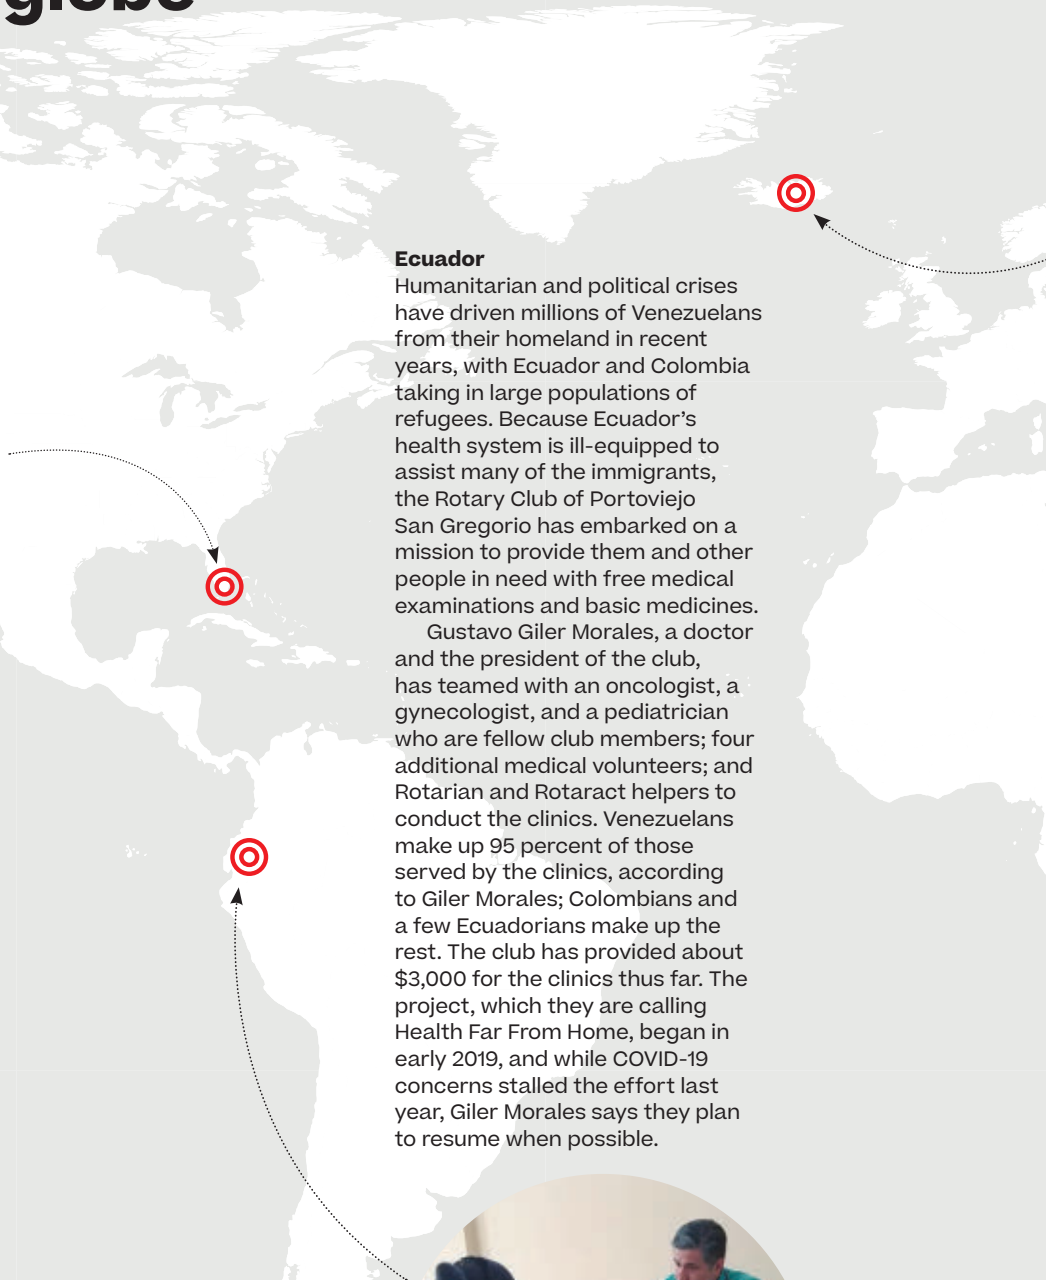 globe
Ecuador
Humanitarian and political crises
have driven millions of Venezuelans
from their homeland in recent
years, with Ecuador and Colombia
taking in large populations of
refugees. Because Ecuador’s
health system is ill-equipped to
assist many of the immigrants,
the Rotary Club of Portoviejo
San Gregorio has embarked on a
mission to provide them and other
people in need with free medical
examinations and basic medicines.
Gustavo Giler Morales, a doctor
and the president of the club,
has teamed with an oncologist, a
gynecologist, and a pediatrician
who are fellow club members; four
additional medical volunteers; and
Rotarian and Rotaract helpers to
conduct the clinics. Venezuelans
make up 95 percent of those
served by the clinics, according
to Giler Morales; Colombians and
a few Ecuadorians make up the
rest. The club has provided about
$3,000 for the clinics thus far. The
project, which they are calling
Health Far From Home, began in
early 2019, and while COVID-19
concerns stalled the effort last
year, Giler Morales says they plan
to resume when possible.